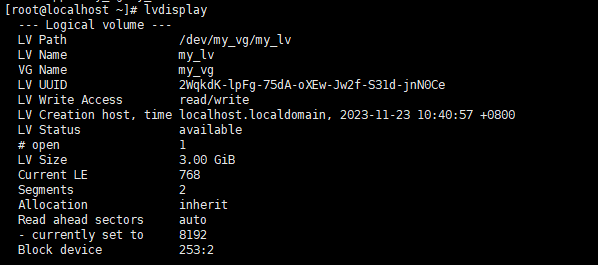 [root@localhost ~]# lvdisplay
--- Logical volume ---
LV Path                /dev/my_vg/my_lv
LV Name                my_lv
VG Name                my_vg
LV UUID                2WqkdK-lpFg-75dA-oXEw-Jw2f-S31d-jnN0Ce
LV Write Access        read/write
LV Creation host, time localhost.localdomain, 2023-11-23 10:40:57 +0800
LV Status              available
# open                 1
LV Size                3.00 GiB
Current LE             768
Segments               2
Allocation             inherit
Read ahead sectors     auto
- currently set to     8192
Block device           253:2